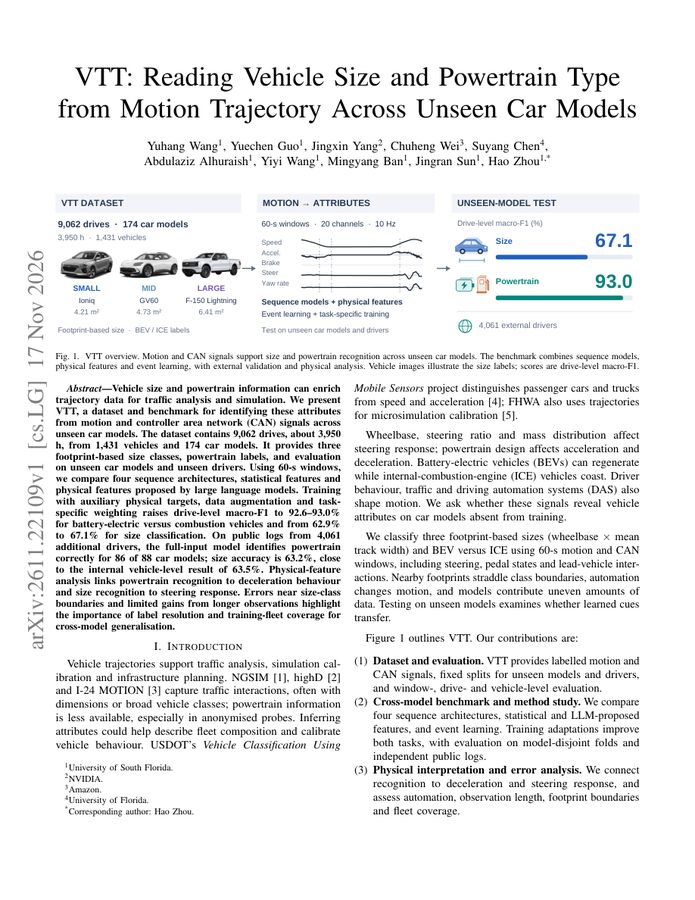 VTT: Reading Vehicle Size and Powertrain Type
from Motion Trajectory Across Unseen Car Models
Yuhang Wang1, Yuechen Guo1, Jingxin Yang2, Chuheng Wei3, Suyang Chen4,
Abdulaziz Alhuraish1, Yiyi Wang1, Mingyang Ban1, Jingran Sun1, Hao Zhou1,*
VTT DATASET
9,062 drives · 174 car models
3,950 h · 1,431 vehicles
SMALL MID LARGE
Ioniq GV60 F-150 Lightning
4.21 m² 4.73 m² 6.41 m²
Footprint-based size · BEV / ICE labels
MOTION → ATTRIBUTES
60-s windows · 20 channels · 10 Hz
Speed
Accel.
Brake
Steer
Yaw rate
Sequence models + physical features
Event learning + task-specific training
Test on unseen car models and drivers
UNSEEN-MODEL TEST
Drive-level macro-F1 (%)
Size 67.1
Powertrain 93.0
4,061 external drivers
Fig. 1. VTT overview. Motion and CAN signals support size and powertrain recognition across unseen car models. The benchmark combines sequence models,
physical features and event learning, with external validation and physical analysis. Vehicle images illustrate the size labels; scores are drive-level macro-F1.
arXiv:2611.22109v1 [cs.LG] 17 Nov 2026
Abstract—Vehicle size and powertrain information can enrich
trajectory data for traffic analysis and simulation. We present
VTT, a dataset and benchmark for identifying these attributes
from motion and controller area network (CAN) signals across
unseen car models. The dataset contains 9,062 drives, about 3,950
h, from 1,431 vehicles and 174 car models. It provides three
footprint-based size classes, powertrain labels, and evaluation
on unseen car models and unseen drivers. Using 60-s windows,
we compare four sequence architectures, statistical features and
physical features proposed by large language models. Training
with auxiliary physical targets, data augmentation and task-
specific weighting raises drive-level macro-F1 to 92.6–93.0%
for battery-electric versus combustion vehicles and from 62.9%
to 67.1% for size classification. On public logs from 4,061
additional drivers, the full-input model identifies powertrain
correctly for 86 of 88 car models; size accuracy is 63.2%, close
to the internal vehicle-level result of 63.5%. Physical-feature
analysis links powertrain recognition to deceleration behaviour
and size recognition to steering response. Errors near size-class
boundaries and limited gains from longer observations highlight
the importance of label resolution and training-fleet coverage for
cross-model generalisation.
I. INTRODUCTION
Vehicle trajectories support traffic analysis, simulation cal-
ibration and infrastructure planning. NGSIM [1], highD [2]
and I-24 MOTION [3] capture traffic interactions, often with
dimensions or broad vehicle classes; powertrain information
is less available, especially in anonymised probes. Inferring
attributes could help describe fleet composition and calibrate
vehicle behaviour. USDOT's Vehicle Classification Using
1University of South Florida.
2NVIDIA.
3Amazon.
4University of Florida.
*Corresponding author: Hao Zhou.
Mobile Sensors project distinguishes passenger cars and trucks
from speed and acceleration [4]; FHWA also uses trajectories
for microsimulation calibration [5].
Wheelbase, steering ratio and mass distribution affect
steering response; powertrain design affects acceleration and
deceleration. Battery-electric vehicles (BEVs) can regenerate
while internal-combustion-engine (ICE) vehicles coast. Driver
behaviour, traffic and driving automation systems (DAS) also
shape motion. We ask whether these signals reveal vehicle
attributes on car models absent from training.
We classify three footprint-based sizes (wheelbase × mean
track width) and BEV versus ICE using 60-s motion and CAN
windows, including steering, pedal states and lead-vehicle inter-
actions. Nearby footprints straddle class boundaries, automation
changes motion, and models contribute uneven amounts of
data. Testing on unseen models examines whether learned cues
transfer.
Figure 1 outlines VTT. Our contributions are:
(1) Dataset and evaluation. VTT provides labelled motion and
CAN signals, fixed splits for unseen models and drivers,
and window-, drive- and vehicle-level evaluation.
(2) Cross-model benchmark and method study. We compare
four sequence architectures, statistical and LLM-proposed
features, and event learning. Training adaptations improve
both tasks, with evaluation on model-disjoint folds and
independent public logs.
(3) Physical interpretation and error analysis. We connect
recognition to deceleration and steering response, and
assess automation, observation length, footprint boundaries
and fleet coverage.